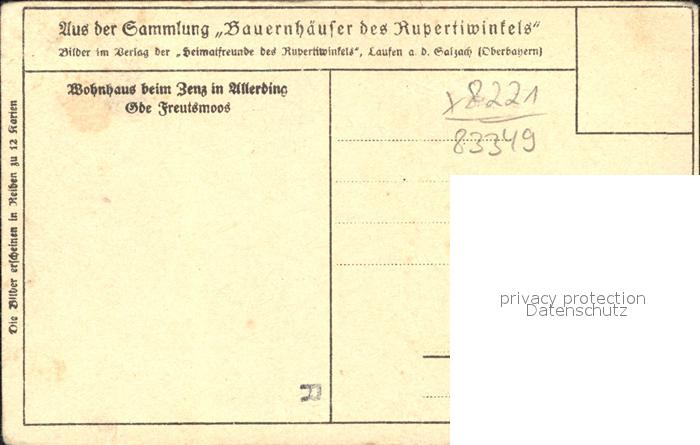 Aus der Sammlung „Bauernhäuser des Rupertiwinkels“
Bilder im Verlag der „Heimatfreunde des Rupertiwinkels“, Laufen a. d. Salzach (Oberbayern)
Wohnhaus beim Zenz in Allerding
Gde Freutsmoos
x8221
83349
Die Bilder erscheinen in Reihen zu 12 Karten
privacy protection
Datenschutz